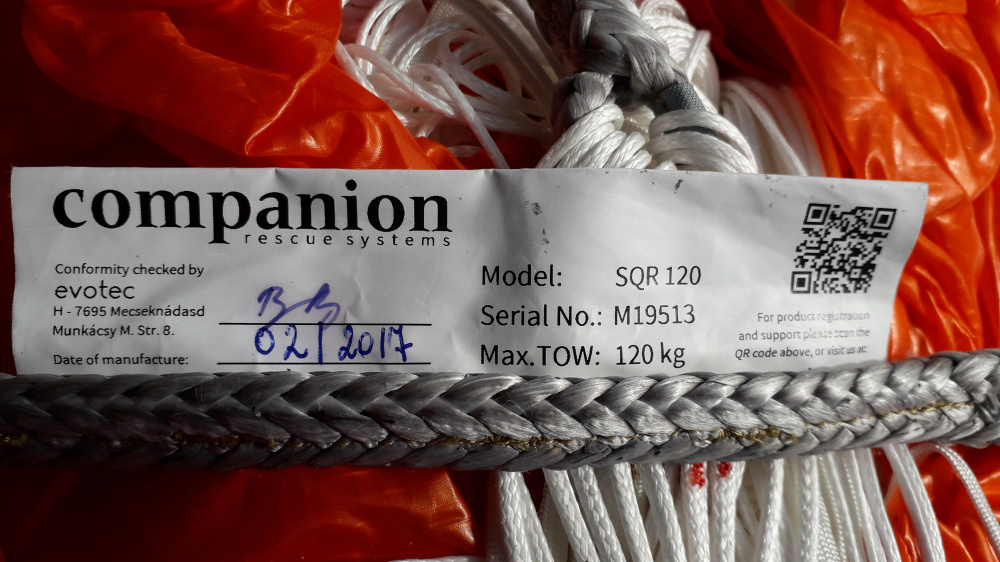 companion
rescue systems
Conformity checked by
evotec
H - 7695 Mecseknádasd
Munkácsy M. Str. 8.
BB
Date of manufacture:
02/2017
Model: SQR 120
Serial No.: M19513
Max.TOW: 120 kg
For product registration
and support please scan the
QR code above, or visit us at: